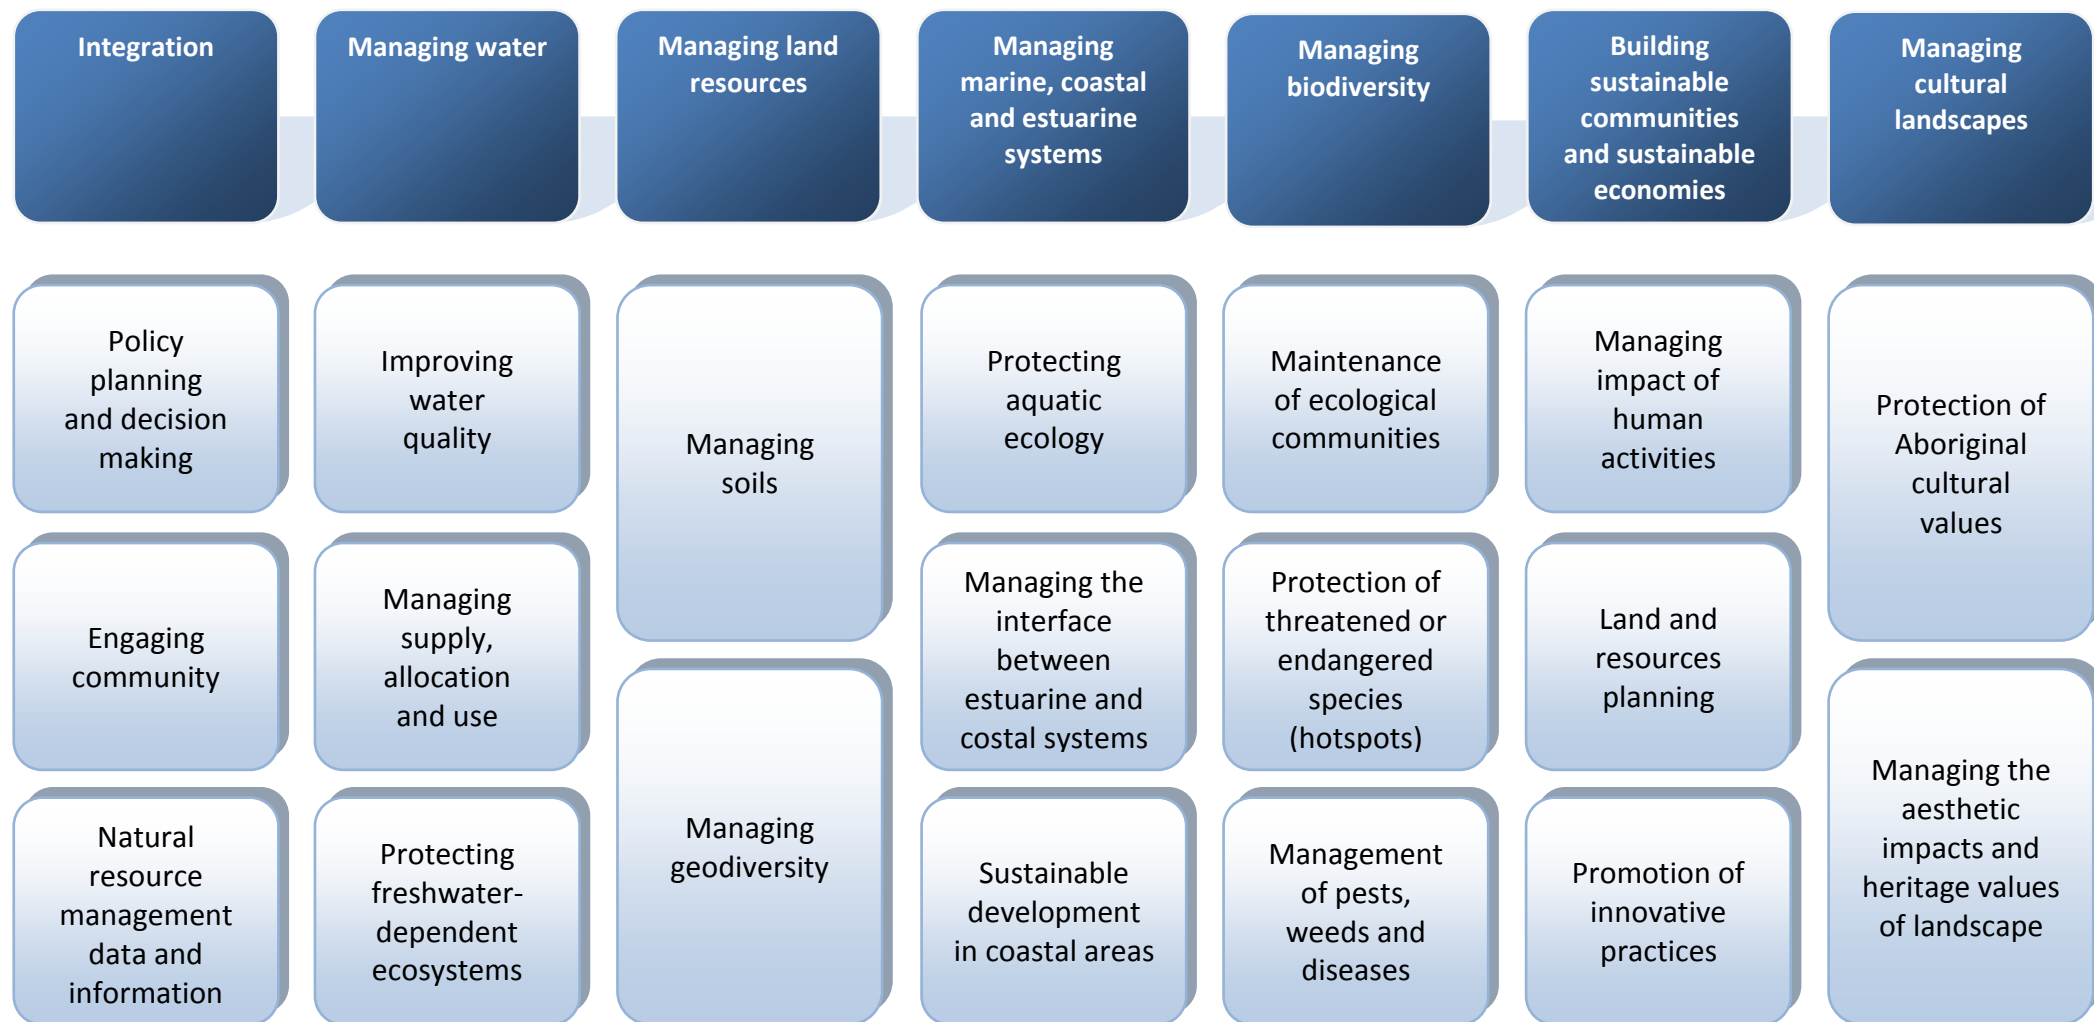 Integration
Managing water
Managing land
resources
Managing
marine, coastal
and estuarine
systems
Managing
biodiversity
Building
sustainable
communities
and sustainable
economies
Managing
cultural
landscapes
Policy
planning
and decision
making
Improving
water
quality
Managing
soils
Protecting
aquatic
ecology
Maintenance
of ecological
communities
Managing
impact of
human
activities
Protection of
Aboriginal
cultural
values
Engaging
community
Managing
supply,
allocation
and use
Managing the
interface
between
estuarine and
costal systems
Protection of
threatened or
endangered
species
(hotspots)
Land and
resources
planning
Natural
resource
management
data and
information
Protecting
freshwater-
dependent
ecosystems
Managing
geodiversity
Sustainable
development
in coastal areas
Management
of pests,
weeds and
diseases
Promotion of
innovative
practices
Managing the
aesthetic
impacts and
heritage values
of landscape